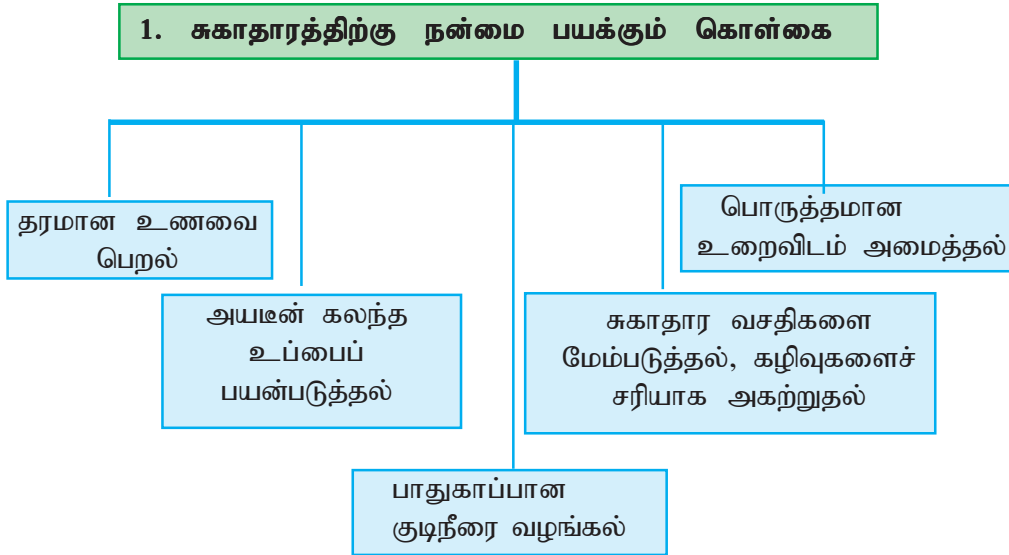 1. சுகாதாரத்திற்கு நன்மை பயக்கும் கொள்கை
தரமான உணவை
பெறல்
அயடீன் கலந்த
உப்பைப்
பயன்படுத்தல்
பாதுகாப்பான
குடிநீரை வழங்கல்
சுகாதார வசதிகளை
மேம்படுத்தல், கழிவுகளைச்
சரியாக அகற்றுதல்
பொருத்தமான
உறைவிடம் அமைத்தல்